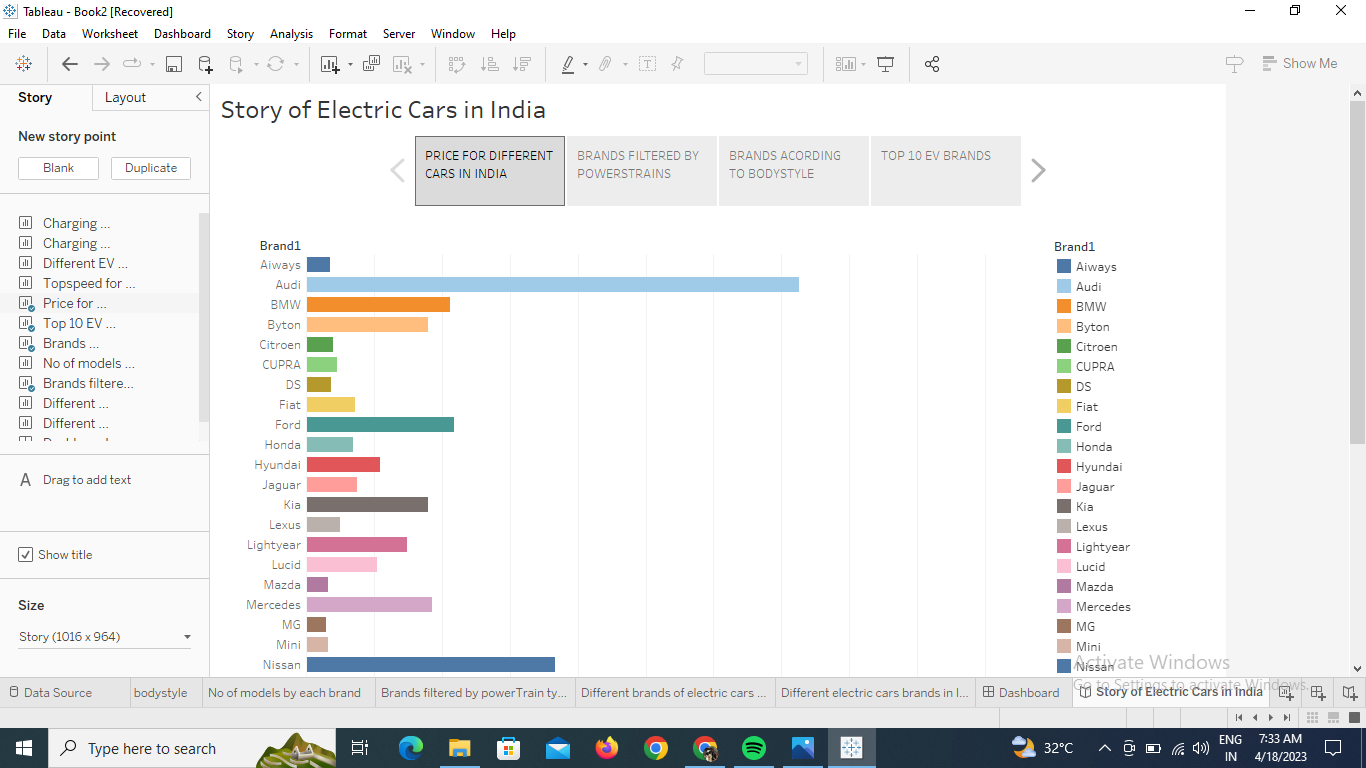 Tableau - Book2 [Recovered]
File Data Worksheet Dashboard Story Analysis Format Server Window Help
Show Me
Story Layout
New story point
Blank Duplicate
Charging ...
Charging ...
Different EV ...
Topspeed for ...
Price for ...
Top 10 EV ...
Brands ...
No of models ...
Brands filtere...
Different ...
Different ...
A Drag to add text
Show title
Size
Story (1016 x 964)
Story of Electric Cars in India
PRICE FOR DIFFERENT
CARS IN INDIA
BRANDS FILTERED BY
POWERSTRAINS
BRANDS ACORDING
TO BODYSTYLE
TOP 10 EV BRANDS
Brand1
Aiways
Audi
BMW
Byton
Citroen
CUPRA
DS
Fiat
Ford
Honda
Hyundai
Jaguar
Kia
Lexus
Lightyear
Lucid
Mazda
Mercedes
MG
Mini
Nissan
Brand1
Aiways
Audi
BMW
Byton
Citroen
CUPRA
DS
Fiat
Ford
Honda
Hyundai
Jaguar
Kia
Lexus
Lightyear
Lucid
Mazda
Mercedes
MG
Mini
Nissan
Activate Windows
Go to Settings to activate Windows.
Data Source bodystyle No of models by each brand Brands filtered by powerTrain ty... Different brands of electric cars ... Different electric cars brands in I... Dashboard Story of Electric Cars in India
Type here to search
32°C
ENG
IN
7:33 AM
4/18/2023